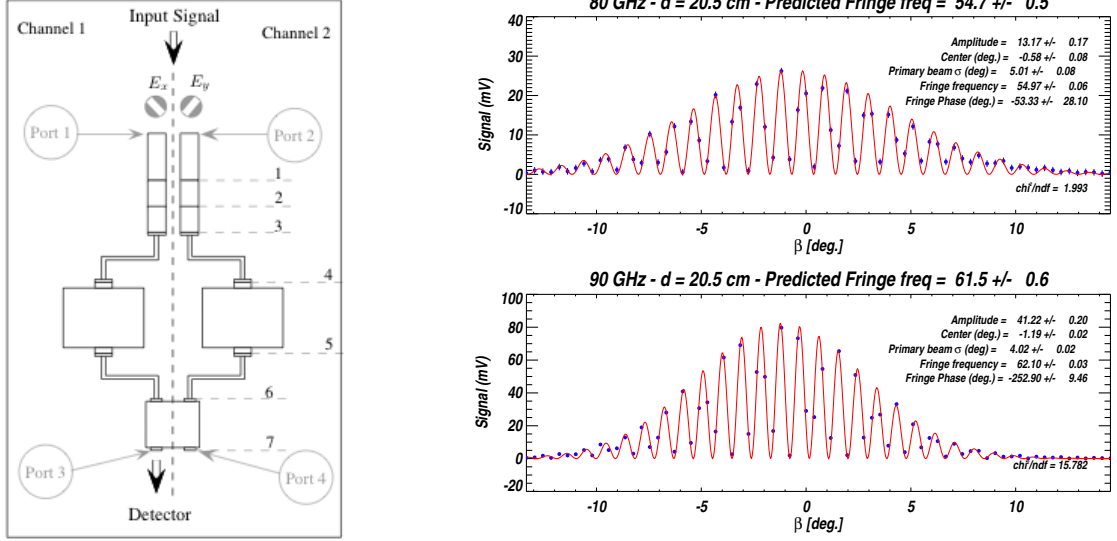 Input Signal
Channel 1
Channel 2
E_x
E_y
Port 1
Port 2
1
2
3
4
5
6
7
Port 3
Port 4
Detector
80 GHz - d = 20.5 cm - Predicted Fringe freq = 54.7 +/- 0.5
Amplitude = 13.17 +/- 0.17
Center (deg.) = -0.58 +/- 0.08
Primary beam σ (deg) = 5.01 +/- 0.08
Fringe frequency = 54.97 +/- 0.06
Fringe Phase (deg.) = -53.33 +/- 28.10
chi²/ndf = 1.993
Signal (mV)
40
30
20
10
0
-10
-10
-5
0
5
10
β [deg.]
90 GHz - d = 20.5 cm - Predicted Fringe freq = 61.5 +/- 0.6
Amplitude = 41.22 +/- 0.20
Center (deg.) = -1.19 +/- 0.02
Primary beam σ (deg) = 4.02 +/- 0.02
Fringe frequency = 62.10 +/- 0.03
Fringe Phase (deg.) = -252.90 +/- 9.46
chi²/ndf = 15.782
Signal (mV)
100
80
60
40
20
0
-20
-10
-5
0
5
10
β [deg.]